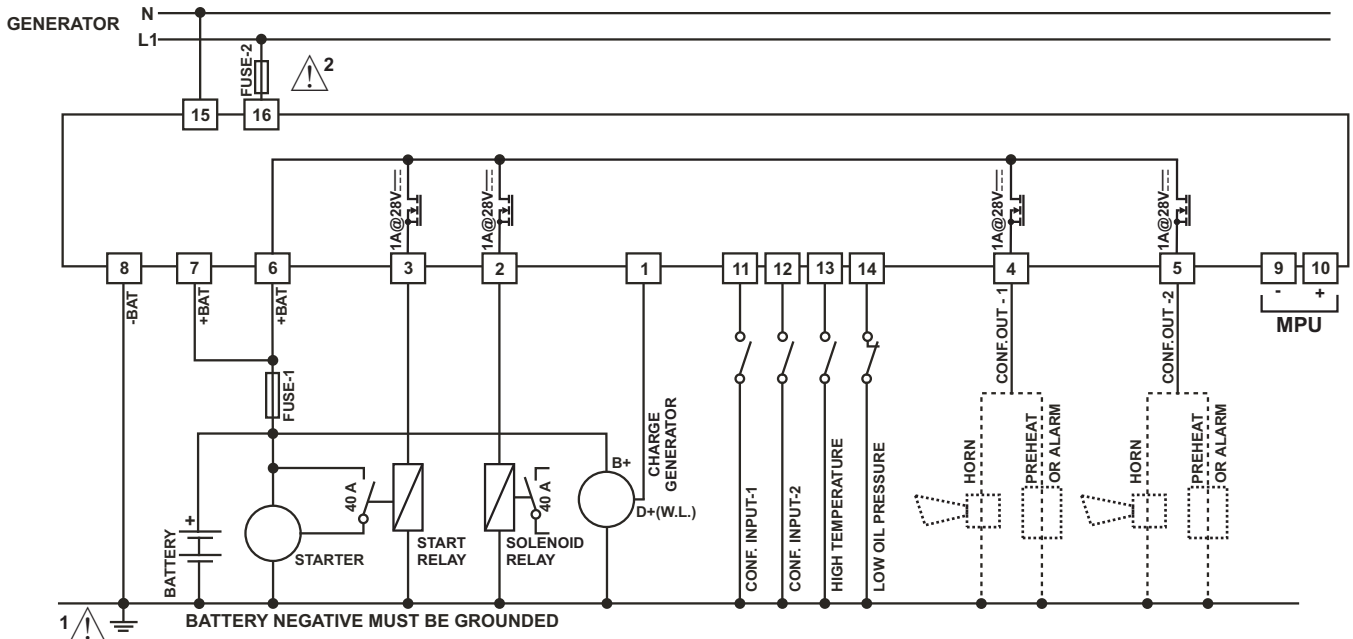 GENERATOR
N
L1
FUSE-2
2
15
16
1A@28V
1A@28V
1A@28V
1A@28V
8
7
6
3
2
1
11
12
13
14
4
5
9
10
-BAT
+BAT
+BAT
-
+
MPU
FUSE-1
CONF.OUT - 1
CONF.OUT -2
CHARGE
GENERATOR
B+
D+(W.L.)
40 A
40 A
+
BATTERY
STARTER
START
RELAY
SOLENOID
RELAY
CONF. INPUT-1
CONF. INPUT-2
HIGH TEMPERATURE
LOW OIL PRESSURE
HORN
PREHEAT
OR ALARM
HORN
PREHEAT
OR ALARM
1
BATTERY NEGATIVE MUST BE GROUNDED